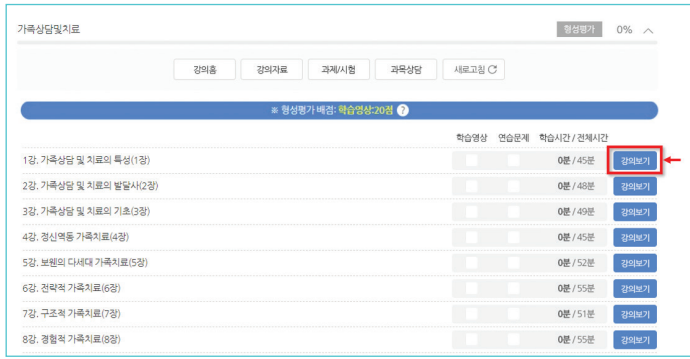 가족상담및치료 형성평가 0%
강의홈 강의자료 과제/시험 과목상담 새로고침
※ 형성평가 배점: 학습영상:20점 ?
학습영상 연습문제 학습시간 / 전체시간
1강. 가족상담 및 치료의 특성(1장) 0분 / 45분 강의보기
2강. 가족상담 및 치료의 발달사(2장) 0분 / 48분 강의보기
3강. 가족상담 및 치료의 기초(3장) 0분 / 49분 강의보기
4강. 정신역동 가족치료(4장) 0분 / 45분 강의보기
5강. 보웬의 다세대 가족치료(5장) 0분 / 52분 강의보기
6강. 전략적 가족치료(6장) 0분 / 55분 강의보기
7강. 구조적 가족치료(7장) 0분 / 51분 강의보기
8강. 경험적 가족치료(8장) 0분 / 55분 강의보기